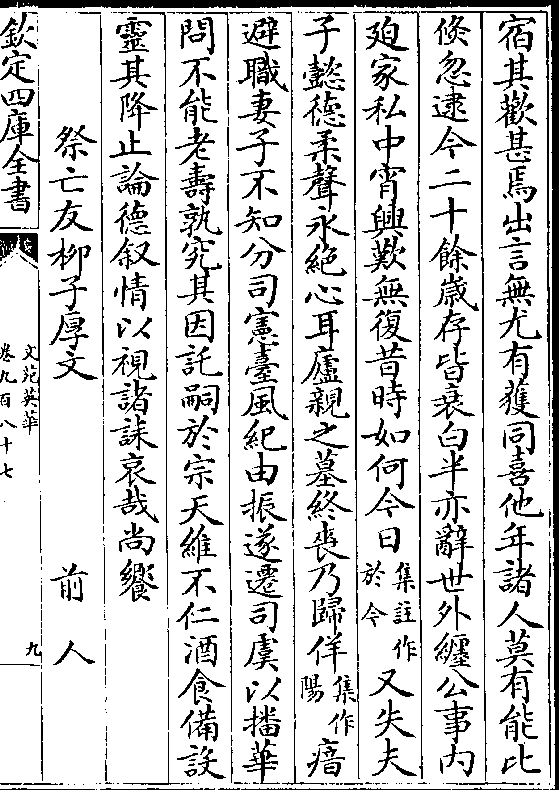 宿其歡甚焉出言無尤有獲同喜他年諸人莫有能比
倐忽逮今二十餘歲存皆衰白半亦辭世外纏公事内
廹家私中宵興歎無復昔時如何今日集註作於今又失夫
子懿德柔聲永絶心耳廬親之墓終喪乃歸佯集作陽瘖
避職妻子不知分司憲臺風紀由振遂遷司虞以播華
問不能老壽孰究其因託嗣於宗天維不仁酒食備設
靈其降止論德叙情以視諸誄哀哉尚饗
祭亡友柳子厚文 前人
欽定四庫全書
文苑英華
卷九百八十七
九